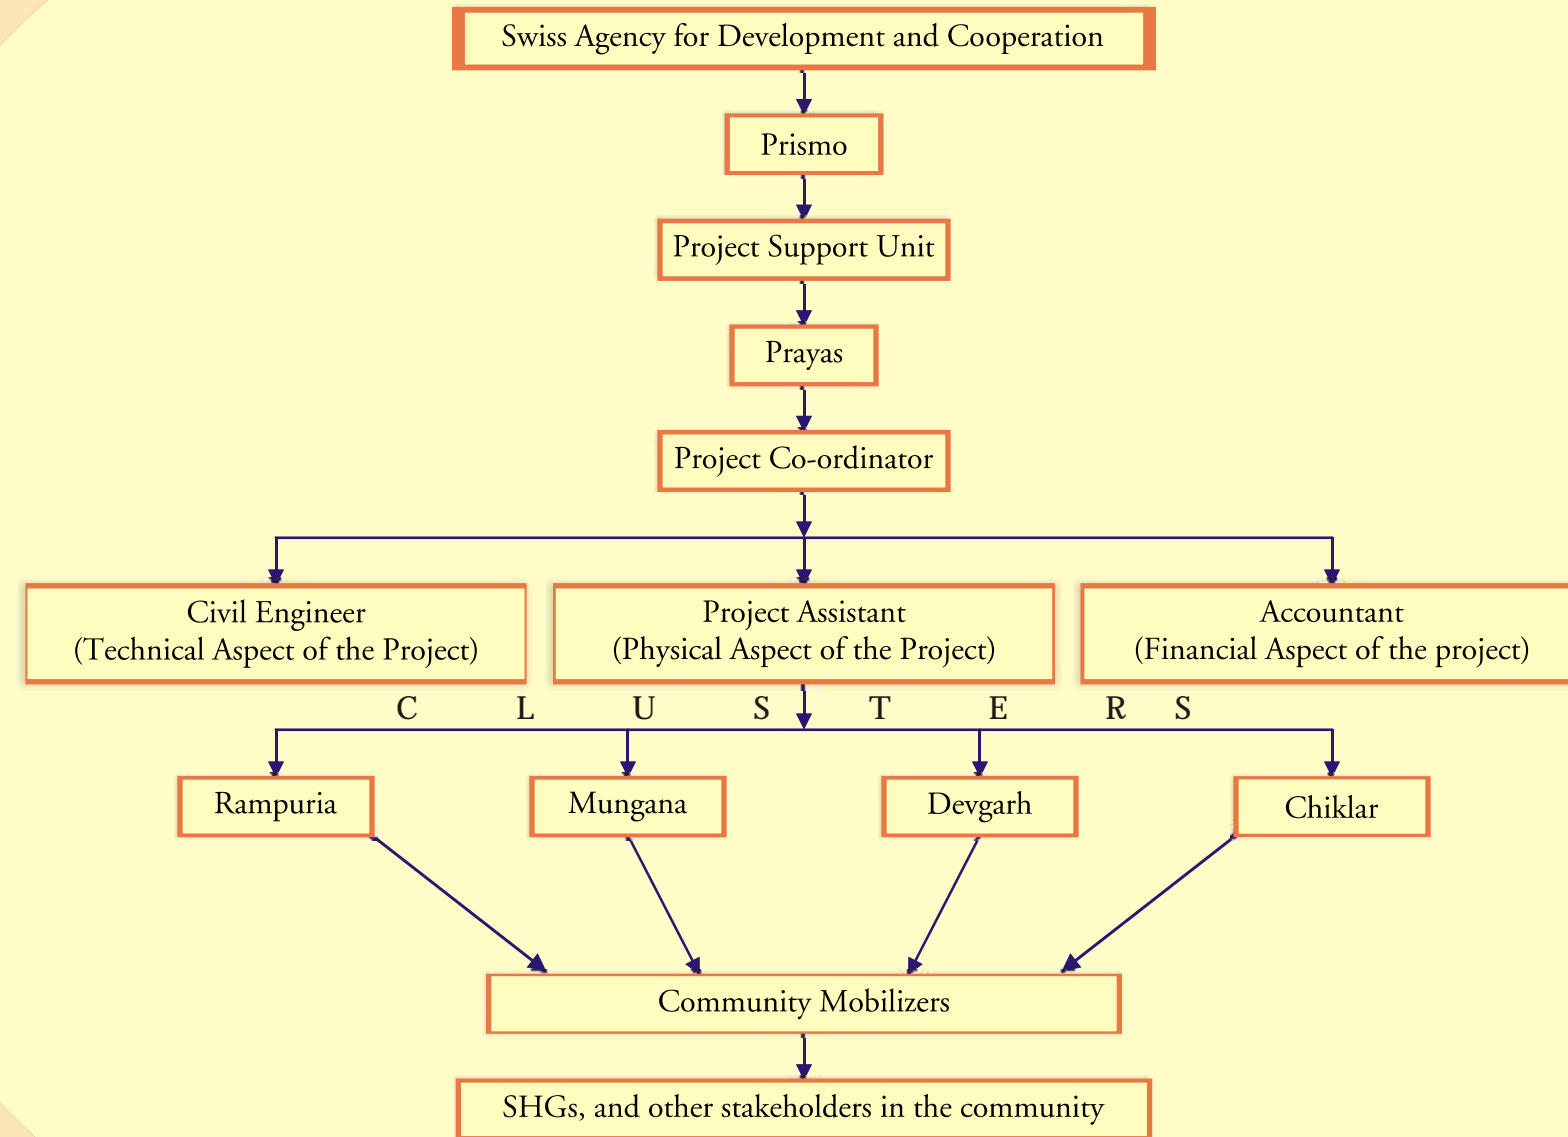 Swiss Agency for Development and Cooperation
Prismo
Project Support Unit
Prayas
Project Co-ordinator
Civil Engineer
(Technical Aspect of the Project)
Project Assistant
(Physical Aspect of the Project)
Accountant
(Financial Aspect of the project)
C L U S T E R S
Rampuria
Mungana
Devgarh
Chiklar
Community Mobilizers
SHGs, and other stakeholders in the community